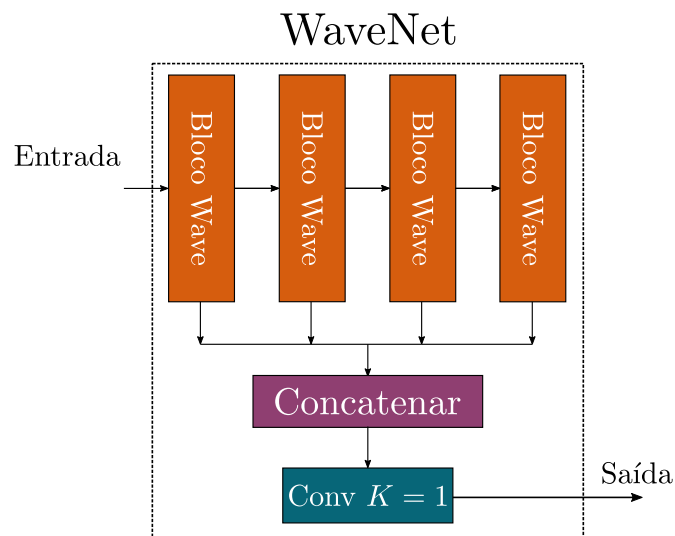 WaveNet
Entrada
Bloco Wave
Bloco Wave
Bloco Wave
Bloco Wave
Concatenar
Conv K = 1
Saída